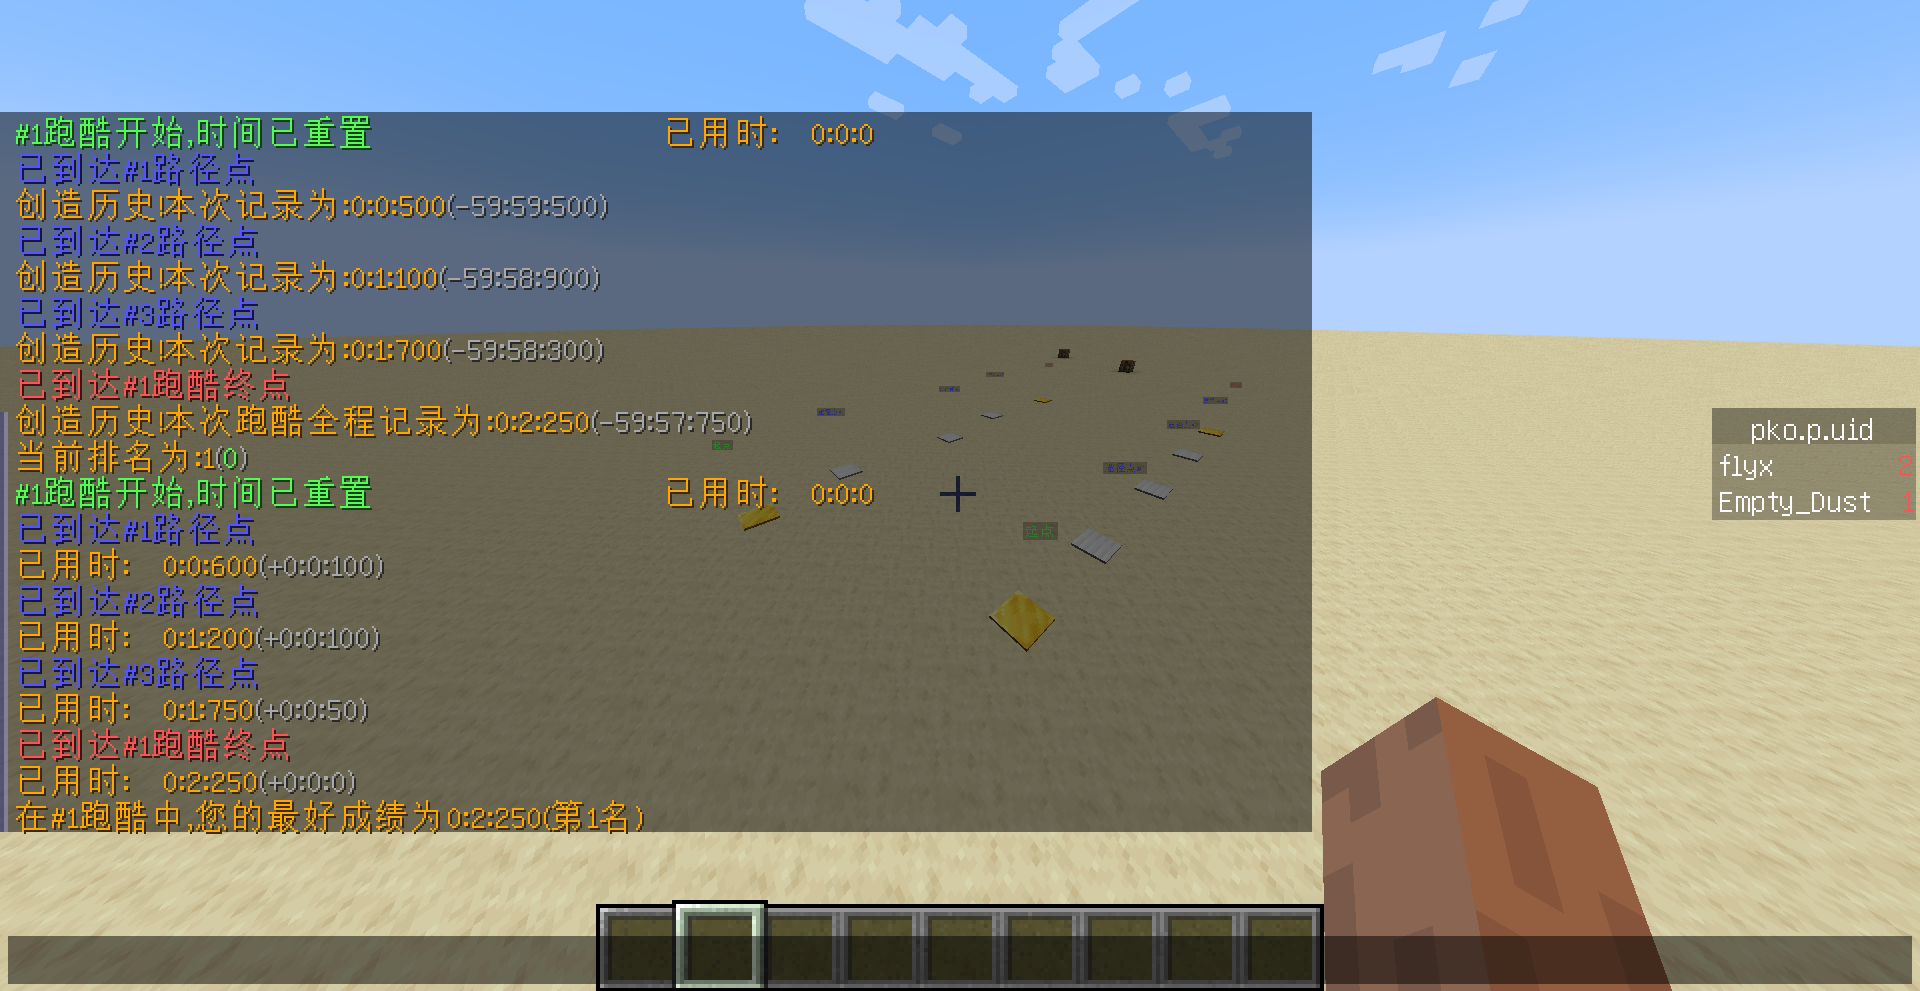 #1跑酷开始,时间已重置 已用时: 0:0:0
已到达#1路径点
创造历史!本次记录为:0:0:500(-59:59:500)
已到达#2路径点
创造历史!本次记录为:0:1:100(-59:58:900)
已到达#3路径点
创造历史!本次记录为:0:1:700(-59:58:300)
已到达#1跑酷终点
创造历史!本次跑酷全程记录为:0:2:250(-59:57:750)
当前排名为:1(0)
#1跑酷开始,时间已重置 已用时: 0:0:0
已到达#1路径点
已用时: 0:0:600(+0:0:100)
已到达#2路径点
已用时: 0:1:200(+0:0:100)
已到达#3路径点
已用时: 0:1:750(+0:0:50)
已到达#1跑酷终点
已用时: 0:2:250(+0:0:0)
在#1跑酷中,您的最好成绩为0:2:250(第1名)
起点
pko.p.uid
flyx 2
Empty_Dust 1